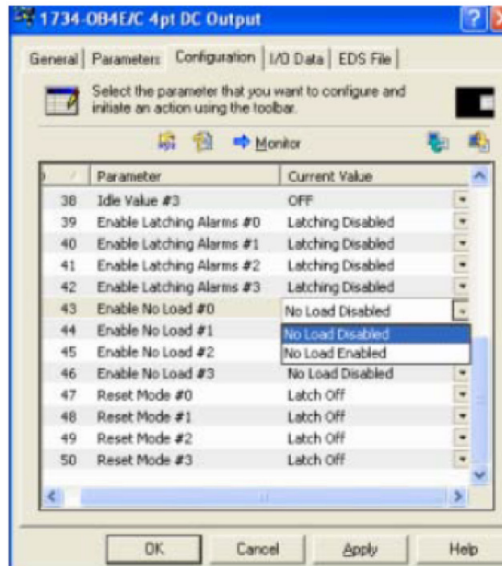 1734-OB4E/C 4pt DC Output
General Parameters Configuration I/O Data EDS File
Select the parameter that you want to configure and
initiate an action using the toolbar.
Monitor
Parameter Current Value
38 Idle Value #3 OFF
39 Enable Latching Alarms #0 Latching Disabled
40 Enable Latching Alarms #1 Latching Disabled
41 Enable Latching Alarms #2 Latching Disabled
42 Enable Latching Alarms #3 Latching Disabled
43 Enable No Load #0 No Load Disabled
44 Enable No Load #1 No Load Disabled
45 Enable No Load #2 No Load Enabled
46 Enable No Load #3 No Load Disabled
47 Reset Mode #0 Latch Off
48 Reset Mode #1 Latch Off
49 Reset Mode #2 Latch Off
50 Reset Mode #3 Latch Off
OK Cancel Apply Help